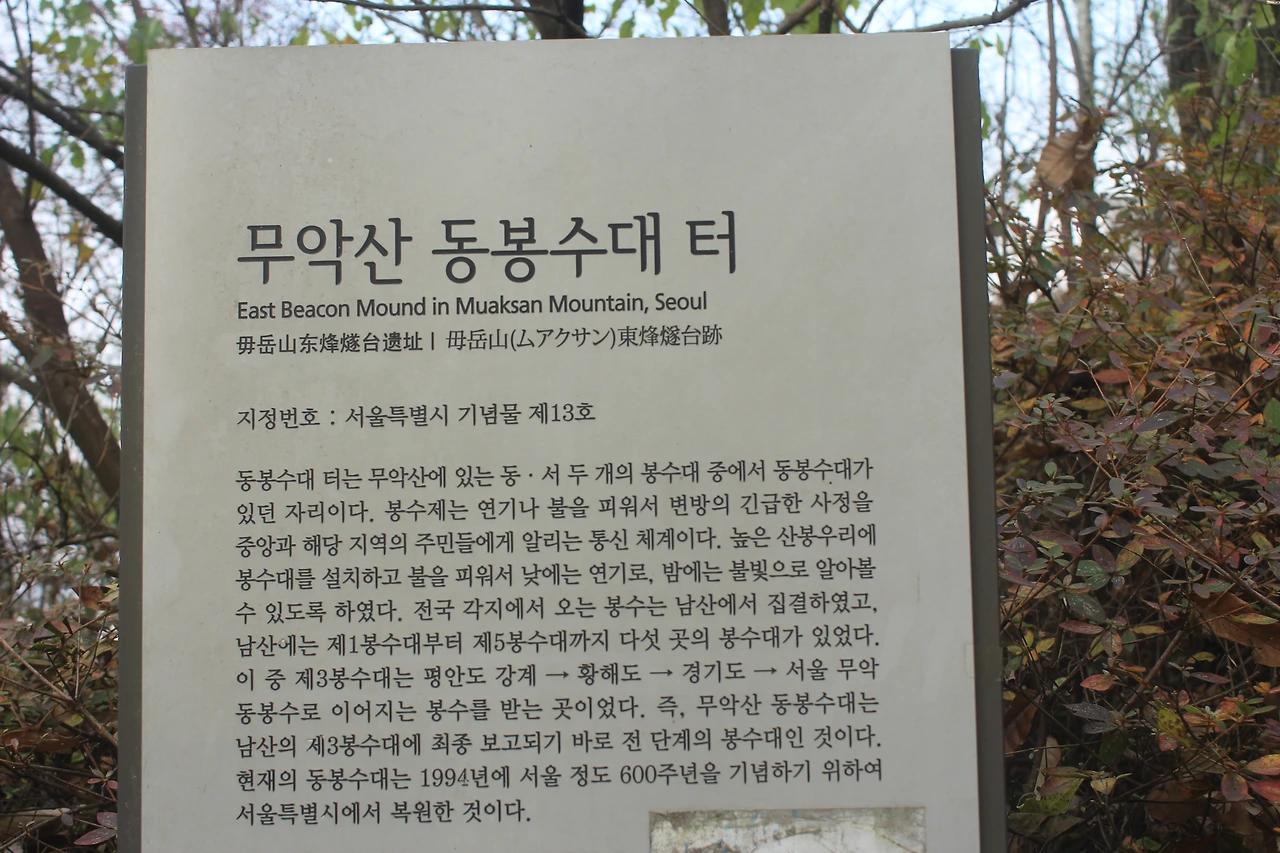 무악산 동봉수대 터
East Beacon Mound in Muaksan Mountain, Seoul
毋岳山东烽燧台遗址 | 毋岳山(ムアクサン)東烽燧台跡
지정번호 : 서울특별시 기념물 제13호
동봉수대 터는 무악산에 있는 동 · 서 두 개의 봉수대 중에서 동봉수대가
있던 자리이다. 봉수제는 연기나 불을 피워서 변방의 긴급한 사정을
중앙과 해당 지역의 주민들에게 알리는 통신 체계이다. 높은 산봉우리에
봉수대를 설치하고 불을 피워서 낮에는 연기로, 밤에는 불빛으로 알아볼
수 있도록 하였다. 전국 각지에서 오는 봉수는 남산에서 집결하였고,
남산에는 제1봉수대부터 제5봉수대까지 다섯 곳의 봉수대가 있었다.
이 중 제3봉수대는 평안도 강계 → 황해도 → 경기도 → 서울 무악
동봉수로 이어지는 봉수를 받는 곳이었다. 즉, 무악산 동봉수대는
남산의 제3봉수대에 최종 보고되기 바로 전 단계의 봉수대인 것이다.
현재의 동봉수대는 1994년에 서울 정도 600주년을 기념하기 위하여
서울특별시에서 복원한 것이다.